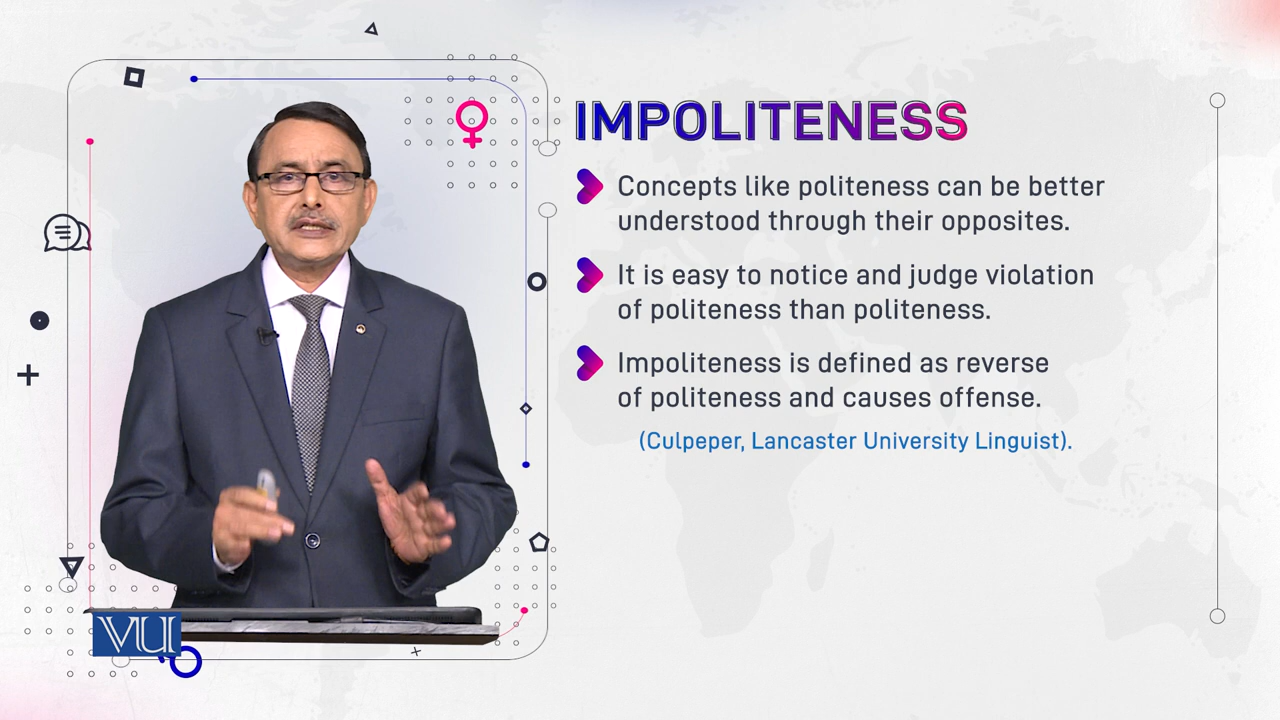 IMPOLITENESS
Concepts like politeness can be better
understood through their opposites.
It is easy to notice and judge violation
of politeness than politeness.
Impoliteness is defined as reverse
of politeness and causes offense.
(Culpeper, Lancaster University Linguist).
VU